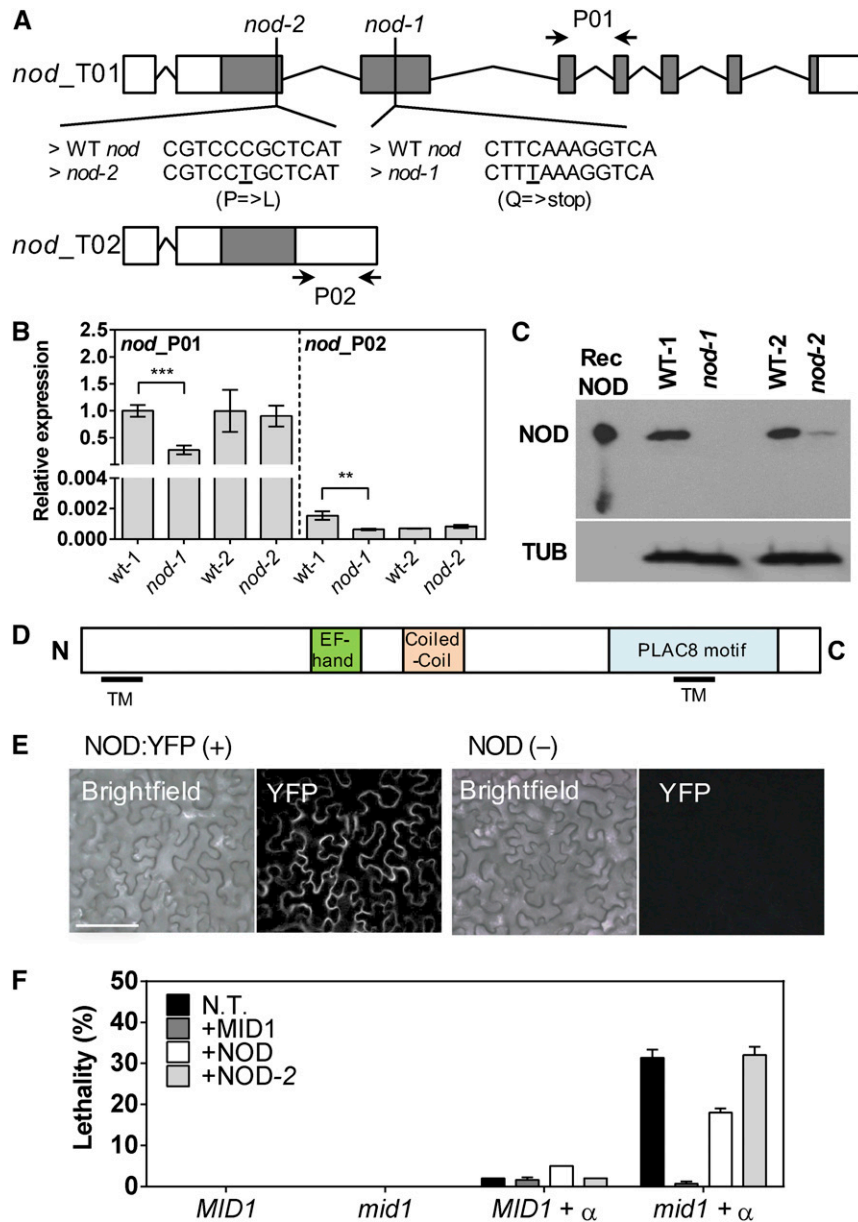 A
nod-2 nod-1 P01
nod_T01
> WT nod CGTCCCGCTCAT > WT nod CTTCAAAGGTCA
> nod-2 CGTCCTGCTCAT > nod-1 CTTTAAAGGTCA
(P=>L) (Q=>stop)
nod_T02
P02
B
Relative expression
2.5
2.0
1.5
1.0
0.5
0.004
0.002
0.000
nod_P01 nod_P02
*** **
wt-1 nod-1 wt-2 nod-2 wt-1 nod-1 wt-2 nod-2
C
Rec NOD WT-1 nod-1 WT-2 nod-2
NOD
TUB
D
N EF-hand Coiled-Coil PLAC8 motif C
TM TM
E
NOD:YFP (+) NOD (–)
Brightfield YFP Brightfield YFP
F
Lethality (%)
50
40
30
20
10
0
N.T.
+MID1
+NOD
+NOD-2
MID1 mid1 MID1 + α mid1 + α